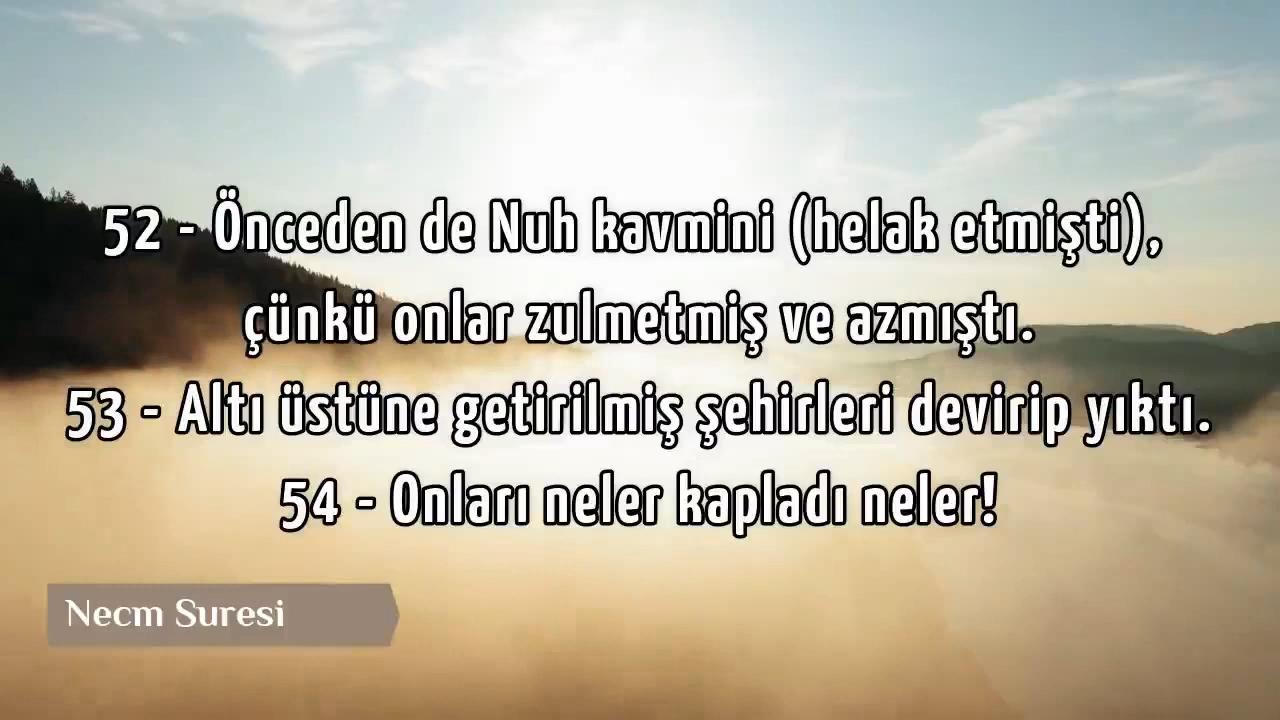 52 - Önceden de Nuh kavmini (helak etmişti),
çünkü onlar zulmetmiş ve azmıştı.
53 - Altı üstüne getirilmiş şehirleri devirip yıktı.
54 - Onları neler kapladı neler!
Necm Suresi